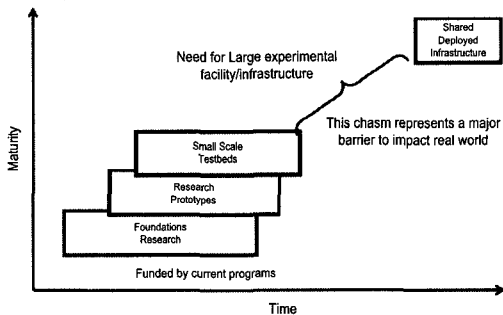 Shared
Deployed
Infrastructure
Need for Large experimental
facility/infrastructure
This chasm represents a major
barrier to impact real world
Small Scale
Testbeds
Research
Prototypes
Foundations
Research
Funded by current programs
Maturity
Time